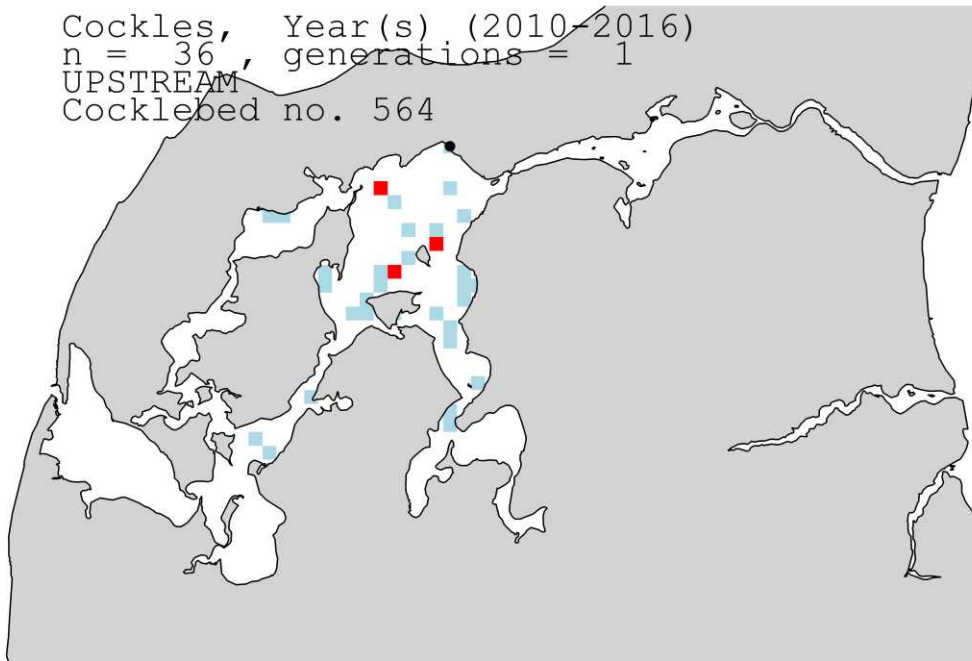 Cockles, Year(s) (2010-2016)
n = 36 , generations = 1
UPSTREAM
Cocklebed no. 564